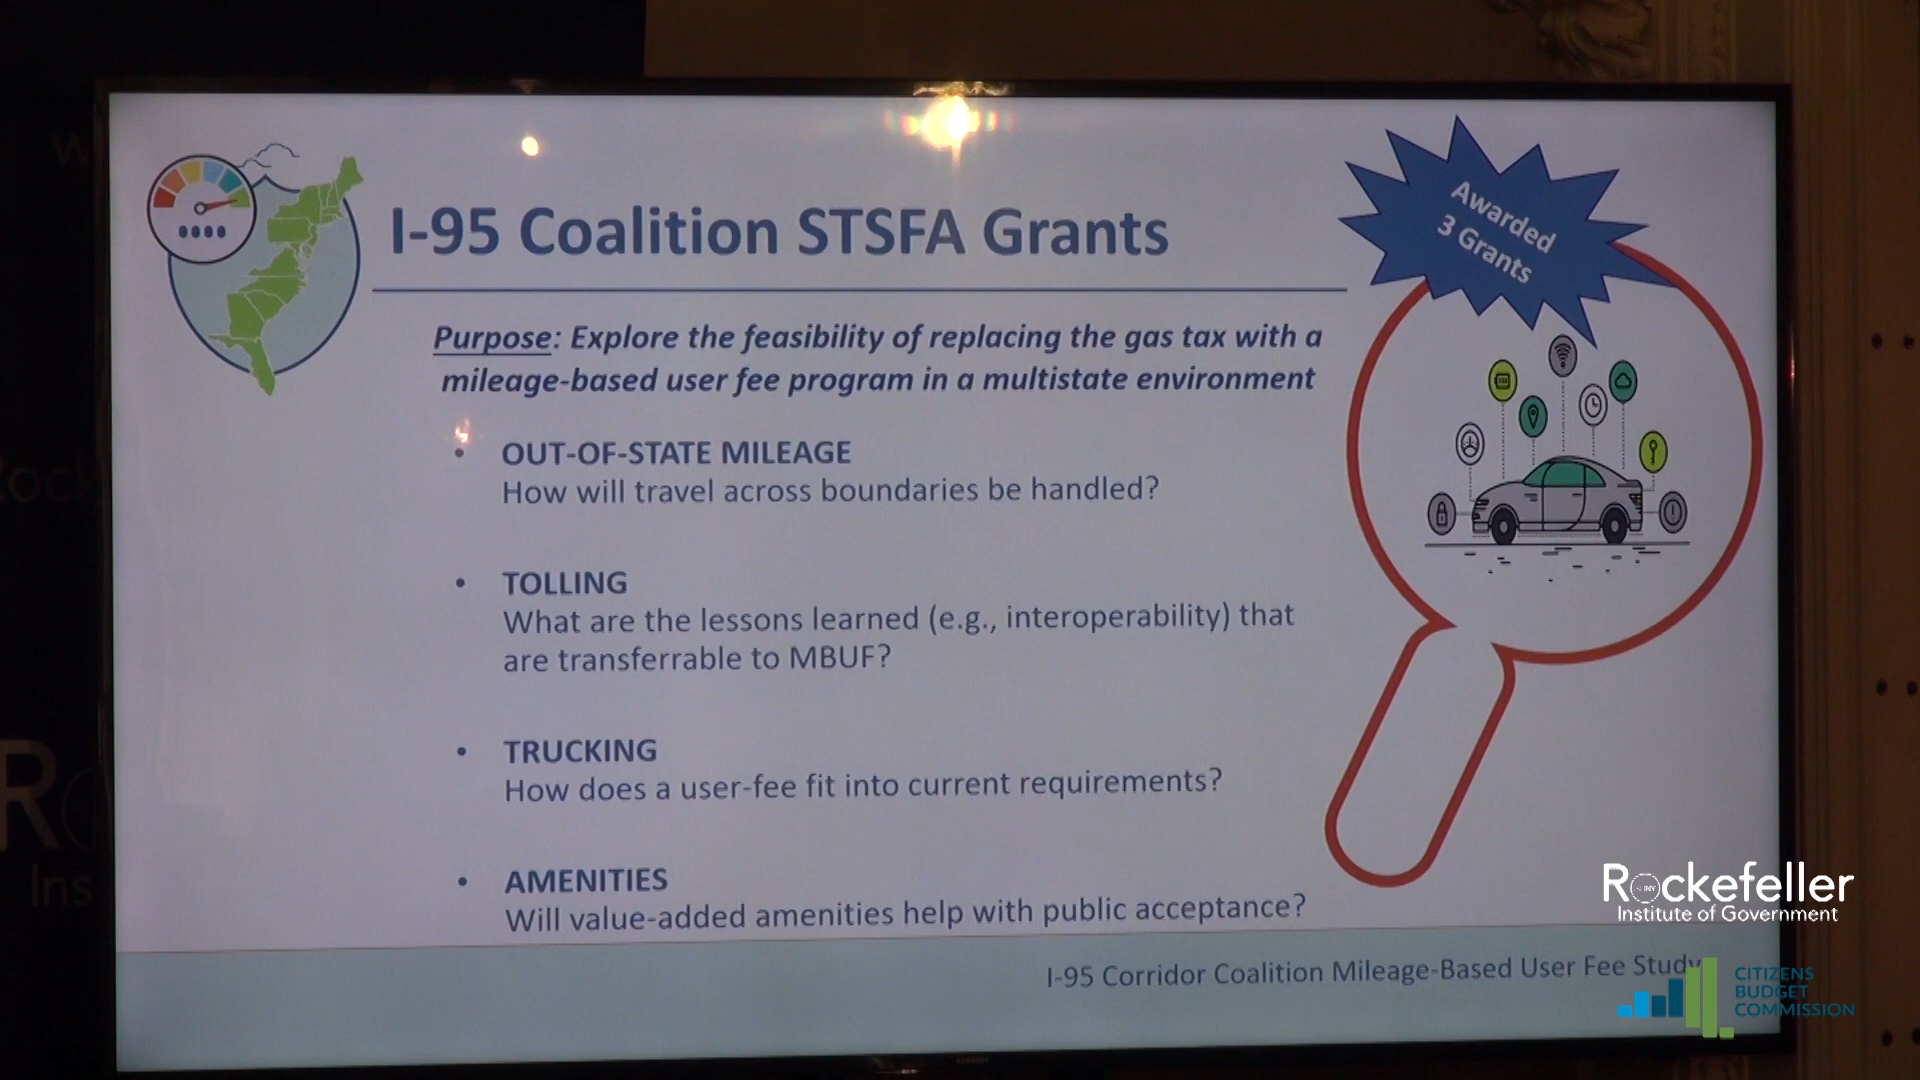 I-95 Coalition STSFA Grants
Awarded
3 Grants
Purpose: Explore the feasibility of replacing the gas tax with a
mileage-based user fee program in a multistate environment
• OUT-OF-STATE MILEAGE
How will travel across boundaries be handled?
• TOLLING
What are the lessons learned (e.g., interoperability) that
are transferrable to MBUF?
• TRUCKING
How does a user-fee fit into current requirements?
• AMENITIES
Will value-added amenities help with public acceptance?
I-95 Corridor Coalition Mileage-Based User Fee Study
Rockefeller
Institute of Government
CITIZENS
BUDGET
COMMISSION